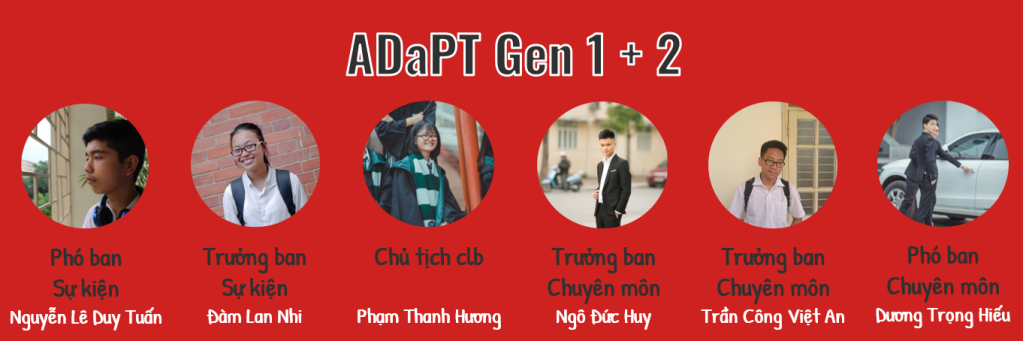 ADaPT Gen 1 + 2
Phó ban
Sự kiện
Nguyễn Lê Duy Tuấn
Trưởng ban
Sự kiện
Đàm Lan Nhi
Chủ tịch clb
Phạm Thanh Hương
Trưởng ban
Chuyên môn
Ngô Đức Huy
Trưởng ban
Chuyên môn
Trần Công Việt An
Phó ban
Chuyên môn
Dương Trọng Hiếu